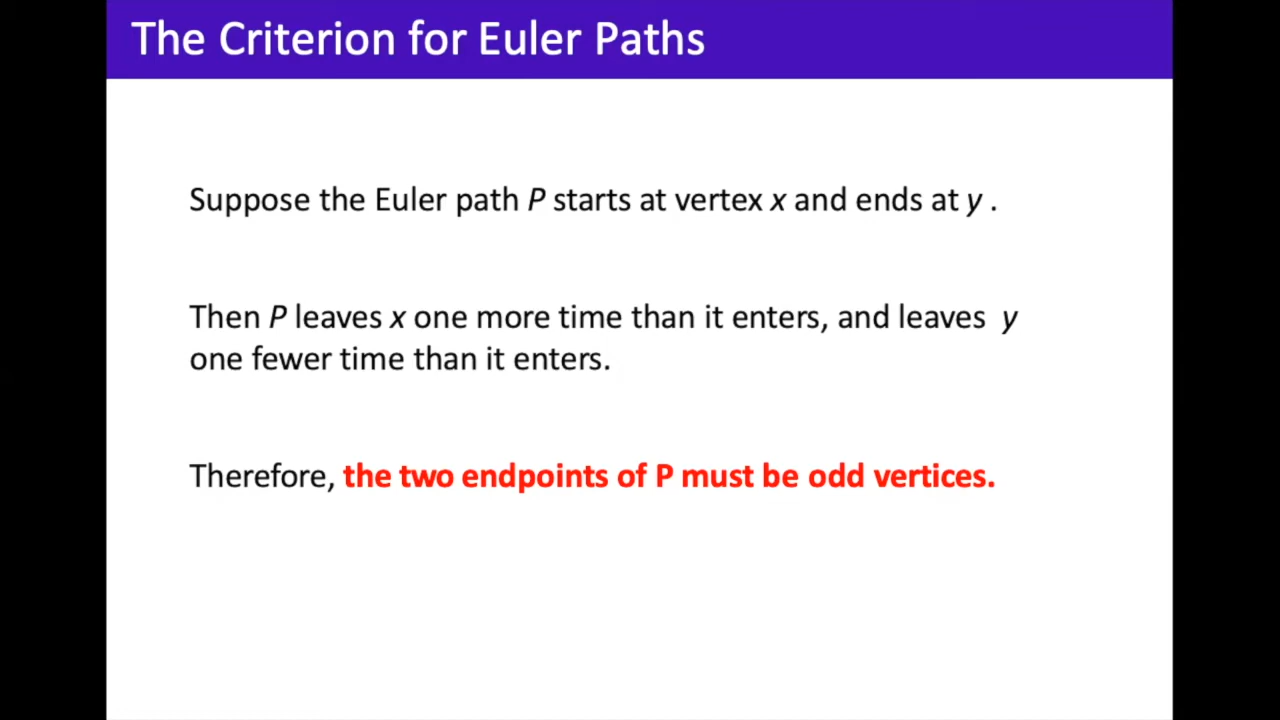 The Criterion for Euler Paths
Suppose the Euler path P starts at vertex x and ends at y .
Then P leaves x one more time than it enters, and leaves y
one fewer time than it enters.
Therefore, the two endpoints of P must be odd vertices.